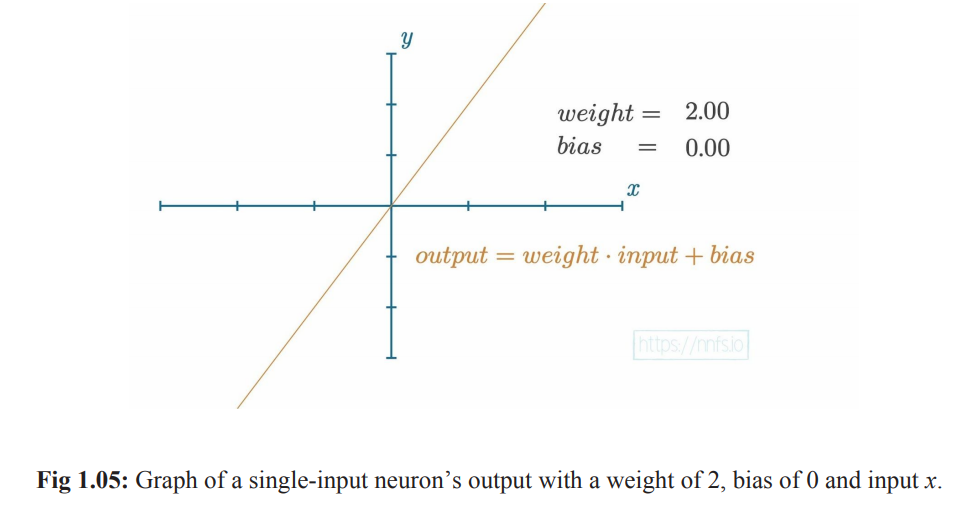 y
weight = 2.00
bias = 0.00
x
output = weight · input + bias
https://nnfs.io
Fig 1.05: Graph of a single-input neuron’s output with a weight of 2, bias of 0 and input x.